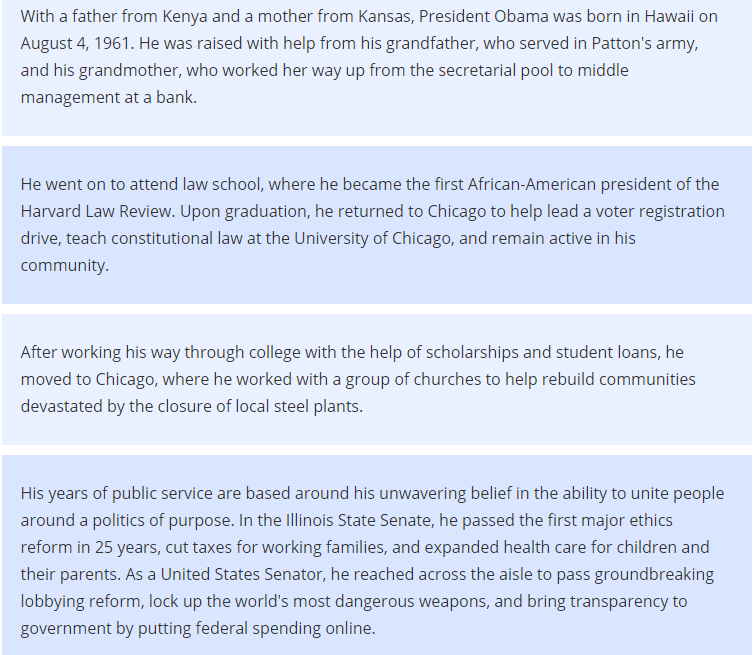 With a father from Kenya and a mother from Kansas, President Obama was born in Hawaii on
August 4, 1961. He was raised with help from his grandfather, who served in Patton's army,
and his grandmother, who worked her way up from the secretarial pool to middle
management at a bank.
He went on to attend law school, where he became the first African-American president of the
Harvard Law Review. Upon graduation, he returned to Chicago to help lead a voter registration
drive, teach constitutional law at the University of Chicago, and remain active in his
community.
After working his way through college with the help of scholarships and student loans, he
moved to Chicago, where he worked with a group of churches to help rebuild communities
devastated by the closure of local steel plants.
His years of public service are based around his unwavering belief in the ability to unite people
around a politics of purpose. In the Illinois State Senate, he passed the first major ethics
reform in 25 years, cut taxes for working families, and expanded health care for children and
their parents. As a United States Senator, he reached across the aisle to pass groundbreaking
lobbying reform, lock up the world's most dangerous weapons, and bring transparency to
government by putting federal spending online.